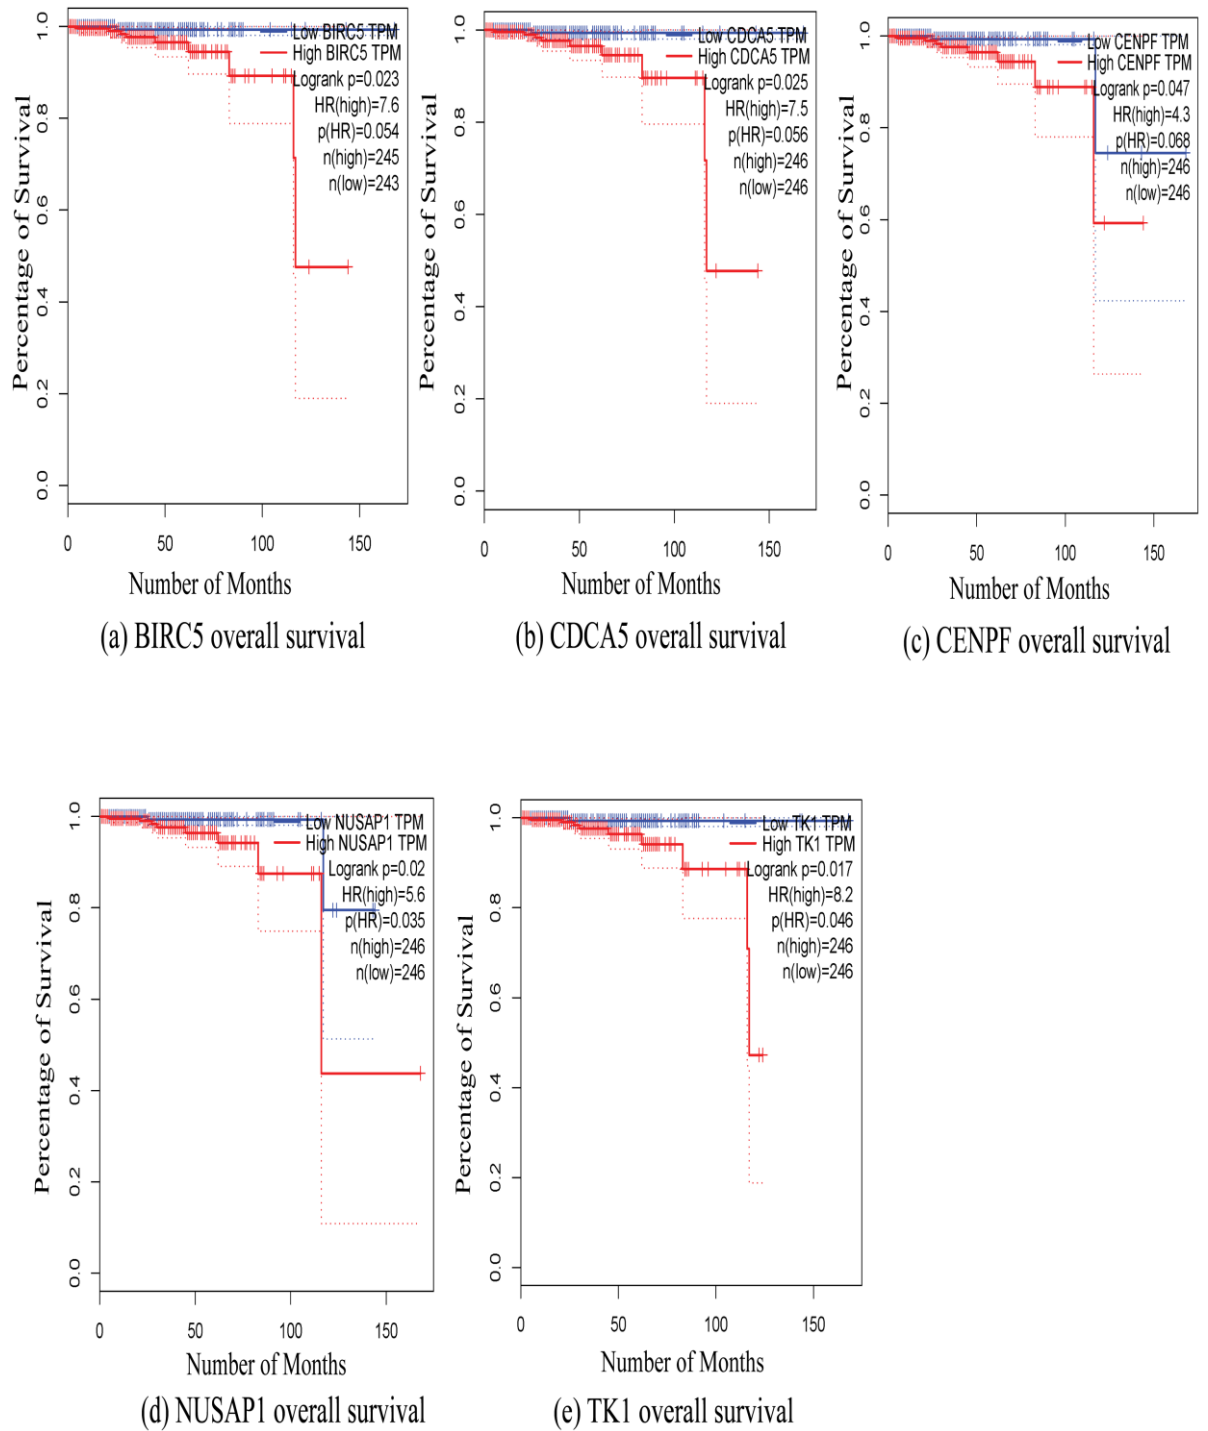 Percentage of Survival
1.0
0.8
0.6
0.4
0.2
0.0
Low BIRC5 TPM
High BIRC5 TPM
Logrank p=0.023
HR(high)=7.6
p(HR)=0.054
n(high)=245
n(low)=243
0 50 100 150
Number of Months
(a) BIRC5 overall survival
Percentage of Survival
1.0
0.8
0.6
0.4
0.2
0.0
Low CDCA5 TPM
High CDCA5 TPM
Logrank p=0.025
HR(high)=7.5
p(HR)=0.056
n(high)=246
n(low)=246
0 50 100 150
Number of Months
(b) CDCA5 overall survival
Percentage of Survival
1.0
0.8
0.6
0.4
0.2
0.0
Low CENPF TPM
High CENPF TPM
Logrank p=0.047
HR(high)=4.3
p(HR)=0.068
n(high)=246
n(low)=246
0 50 100 150
Number of Months
(c) CENPF overall survival
Percentage of Survival
1.0
0.8
0.6
0.4
0.2
0.0
Low NUSAP1 TPM
High NUSAP1 TPM
Logrank p=0.02
HR(high)=5.6
p(HR)=0.035
n(high)=246
n(low)=246
0 50 100 150
Number of Months
(d) NUSAP1 overall survival
Percentage of Survival
1.0
0.8
0.6
0.4
0.2
0.0
Low TK1 TPM
High TK1 TPM
Logrank p=0.017
HR(high)=8.2
p(HR)=0.046
n(high)=246
n(low)=246
0 50 100 150
Number of Months
(e) TK1 overall survival